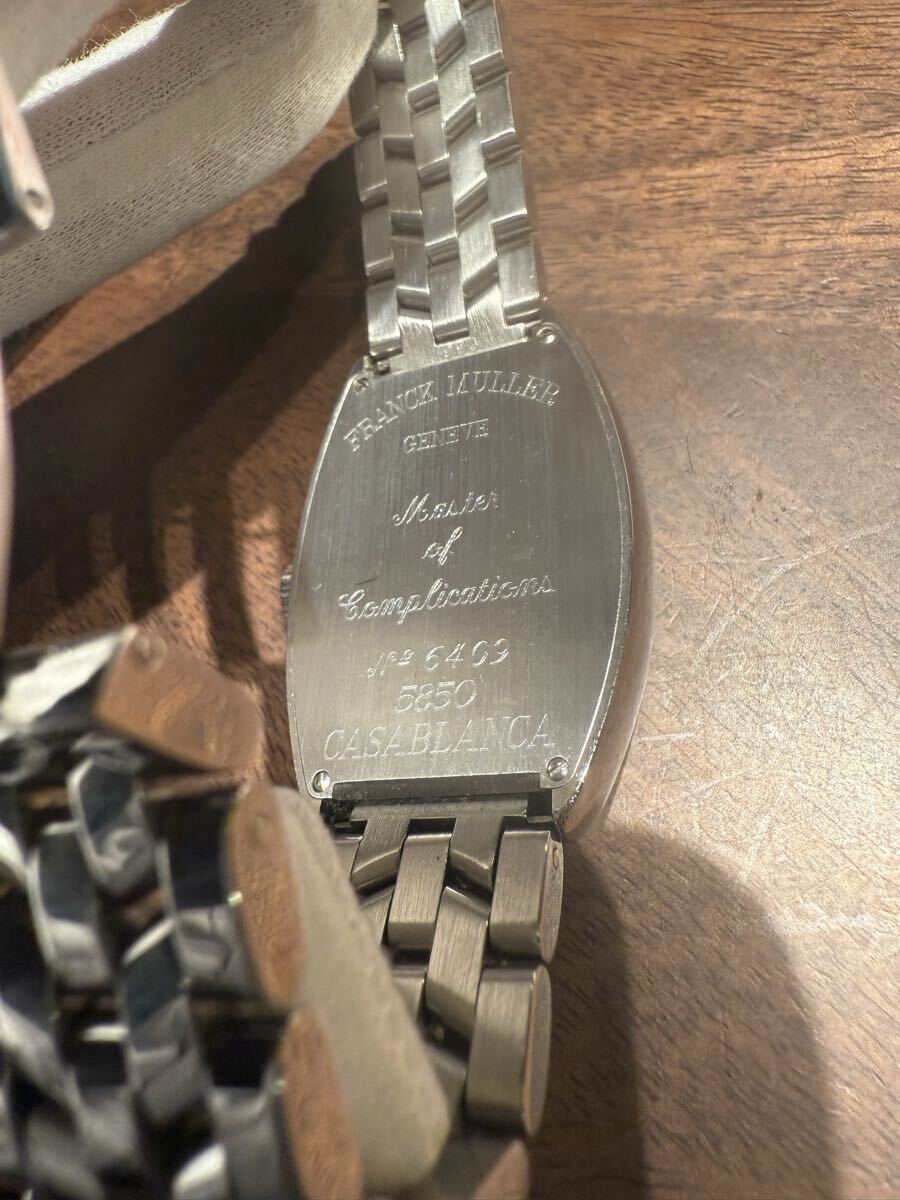 FRANCK MULLER
GENEVE
Master
of
Complications
Nº 6409
5850
CASABLANCA